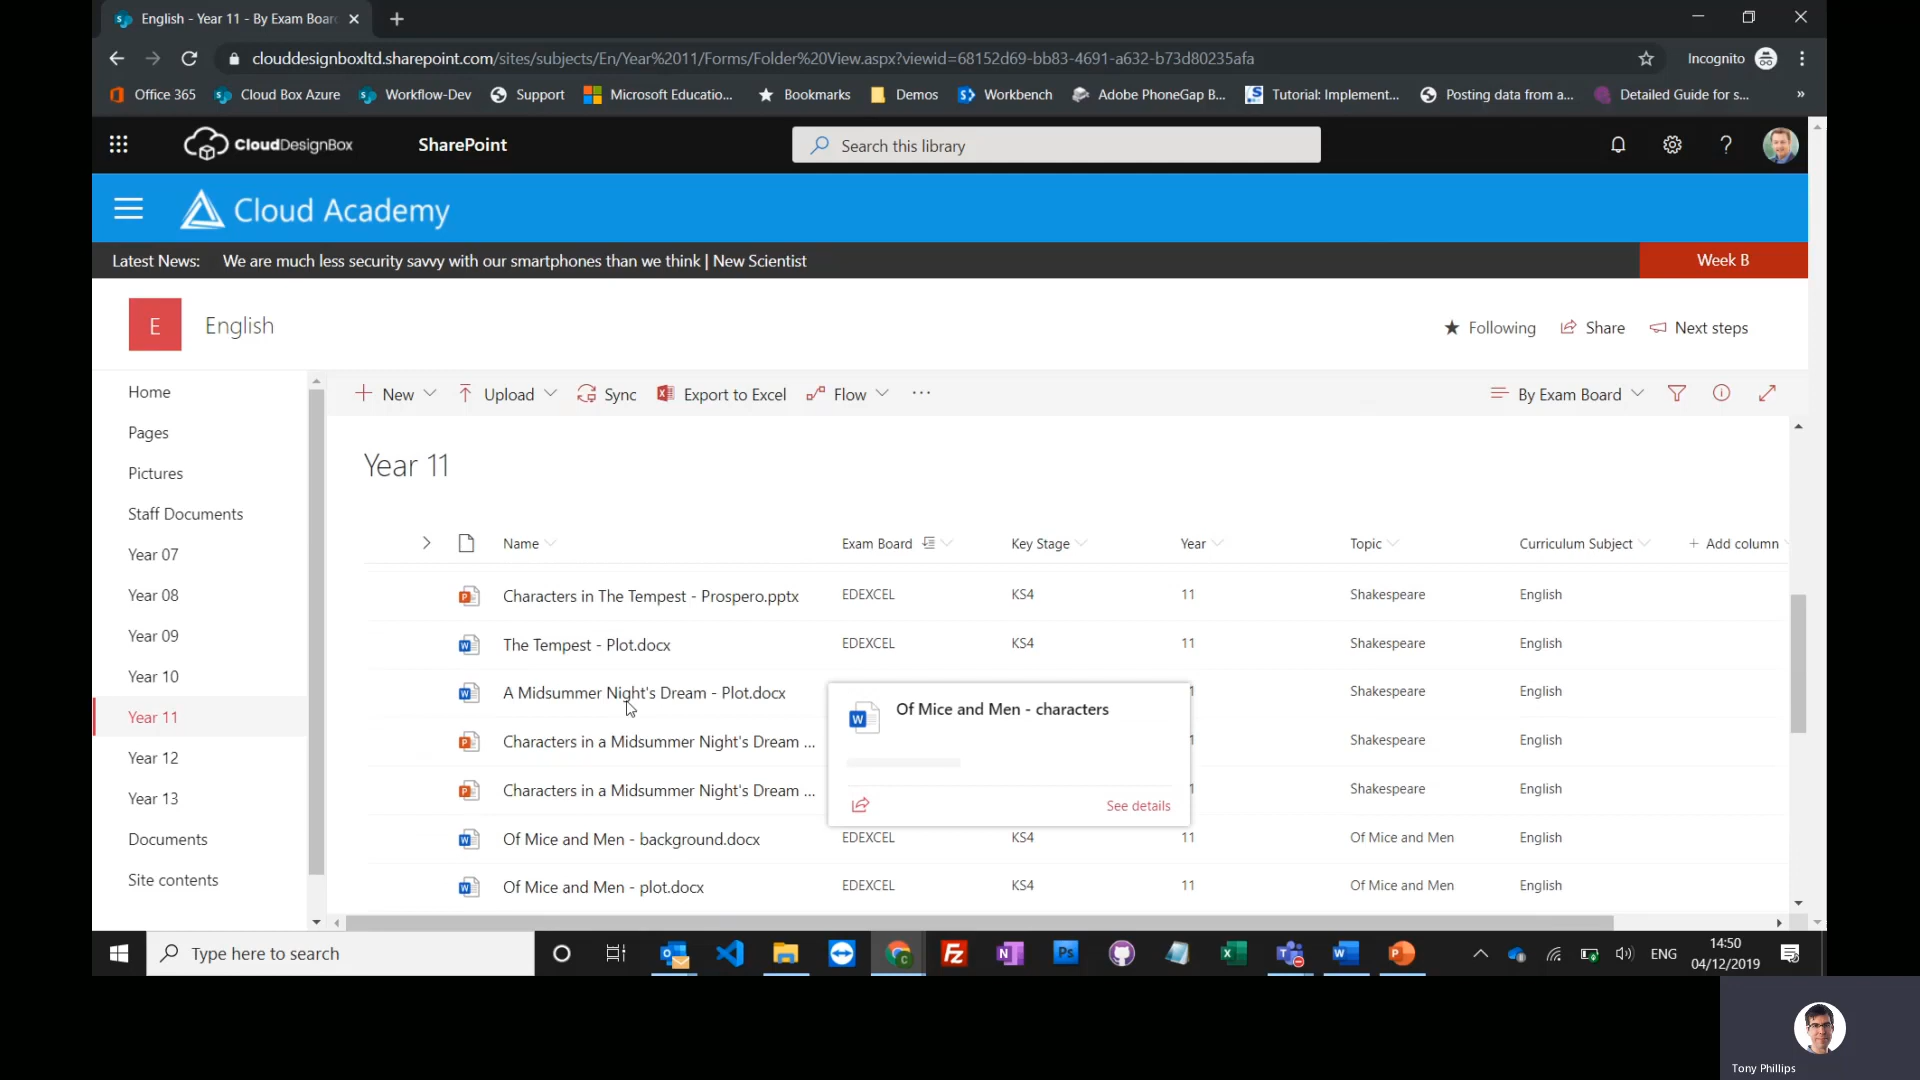 English - Year 11 - By Exam Boar
clouddesignboxltd.sharepoint.com/sites/subjects/En/Year%2011/Forms/Folder%20View.aspx?viewid=68152d69-bb83-4691-a632-b73d80235afa
Incognito
Office 365 Cloud Box Azure Workflow-Dev Support Microsoft Educatio... Bookmarks Demos Workbench Adobe PhoneGap B... Tutorial: Implement... Posting data from a... Detailed Guide for s... »
CloudDesignBox SharePoint Search this library
Cloud Academy
Latest News: We are much less security savvy with our smartphones than we think | New Scientist Week B
E English Following Share Next steps
Home
Pages
Pictures
Staff Documents
Year 07
Year 08
Year 09
Year 10
Year 11
Year 12
Year 13
Documents
Site contents
New Upload Sync Export to Excel Flow ... By Exam Board
Year 11
Name Exam Board Key Stage Year Topic Curriculum Subject + Add column
Characters in The Tempest - Prospero.pptx EDEXCEL KS4 11 Shakespeare English
The Tempest - Plot.docx EDEXCEL KS4 11 Shakespeare English
A Midsummer Night's Dream - Plot.docx 1 Shakespeare English
Characters in a Midsummer Night's Dream ... 1 Shakespeare English
Characters in a Midsummer Night's Dream ... 1 Shakespeare English
Of Mice and Men - background.docx EDEXCEL KS4 11 Of Mice and Men English
Of Mice and Men - plot.docx EDEXCEL KS4 11 Of Mice and Men English
Of Mice and Men - characters
See details
Type here to search
ENG
14:50
04/12/2019
Tony Phillips